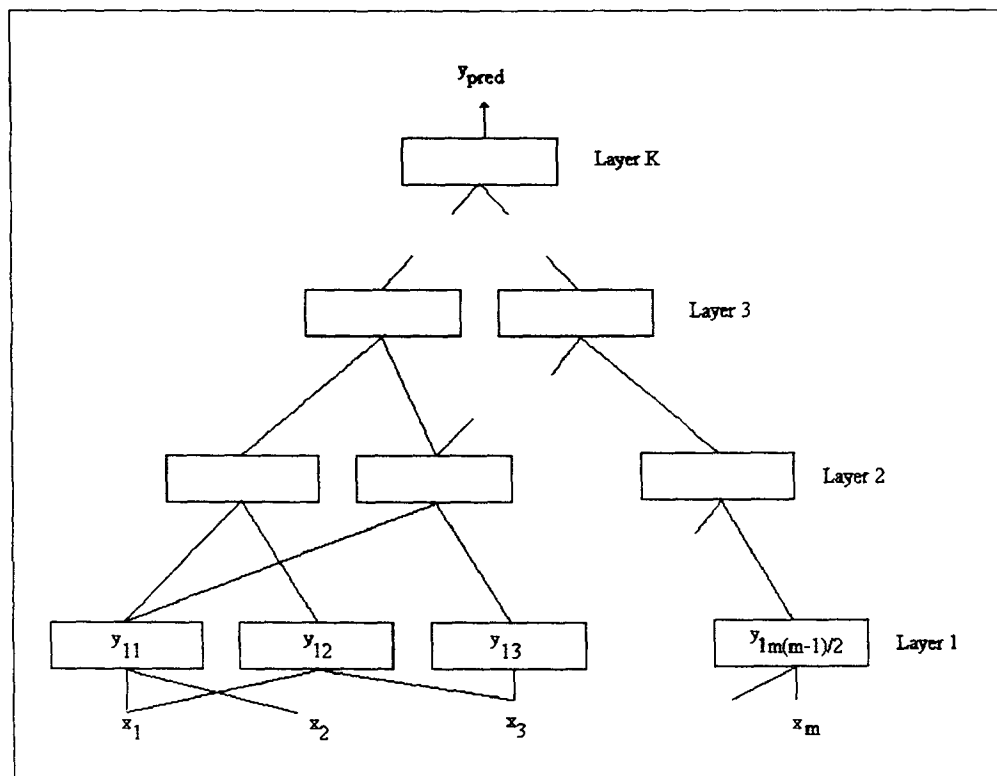 y_pred
Layer K
Layer 3
Layer 2
y_11 y_12 y_13 y_1m(m-1)/2 Layer 1
x_1 x_2 x_3 x_m